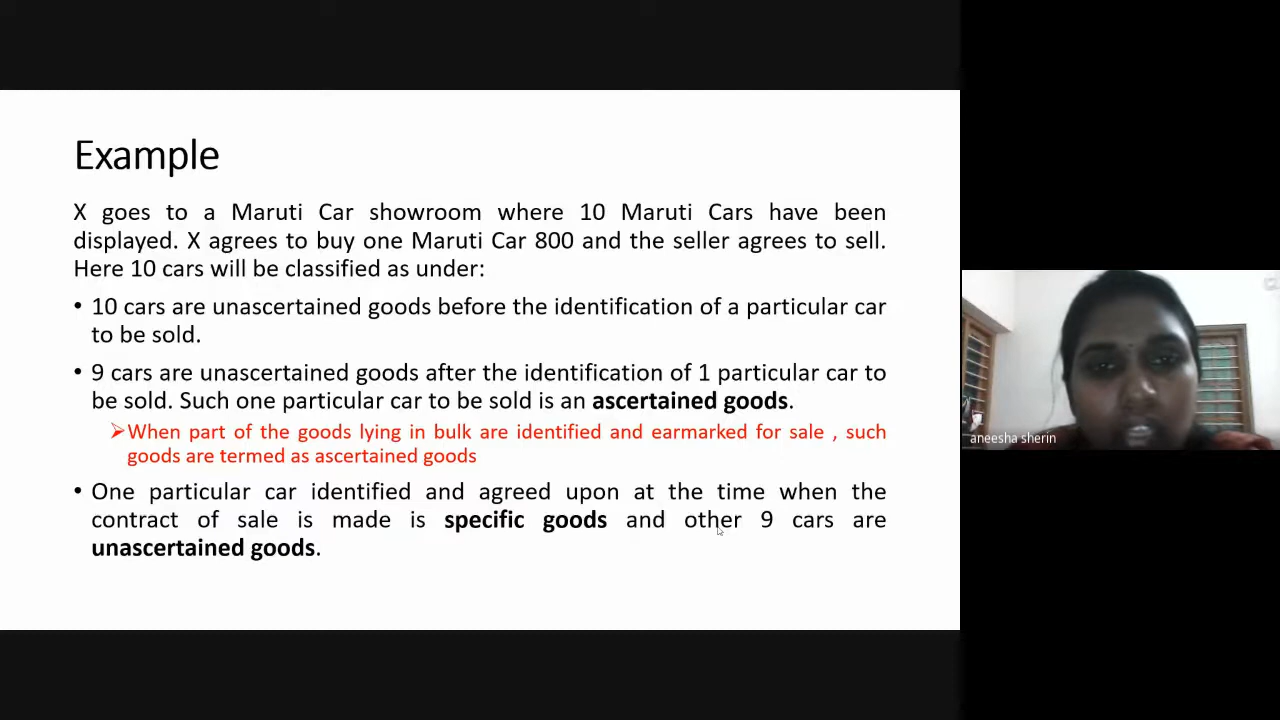 Example
X goes to a Maruti Car showroom where 10 Maruti Cars have been
displayed. X agrees to buy one Maruti Car 800 and the seller agrees to sell.
Here 10 cars will be classified as under:
• 10 cars are unascertained goods before the identification of a particular car
to be sold.
• 9 cars are unascertained goods after the identification of 1 particular car to
be sold. Such one particular car to be sold is an ascertained goods.
➢When part of the goods lying in bulk are identified and earmarked for sale , such
goods are termed as ascertained goods
• One particular car identified and agreed upon at the time when the
contract of sale is made is specific goods and other 9 cars are
unascertained goods.
aneesha sherin